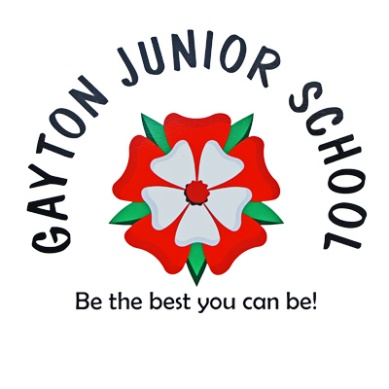 GAYTON JUNIOR SCHOOL
Be the best you can be!